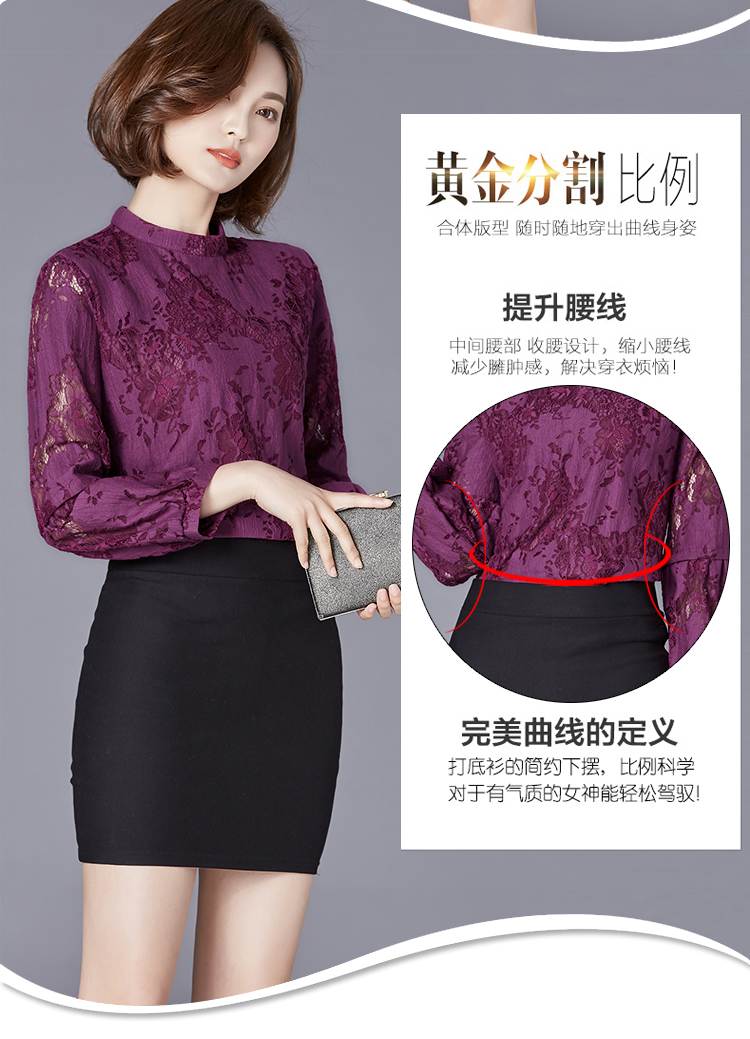 黄金分割比例
合体版型 随时随地穿出曲线身姿
提升腰线
中间腰部 收腰设计，缩小腰线
减少臃肿感，解决穿衣烦恼！
完美曲线的定义
打底衫的简约下摆，比例科学
对于有气质的女神能轻松驾驭！